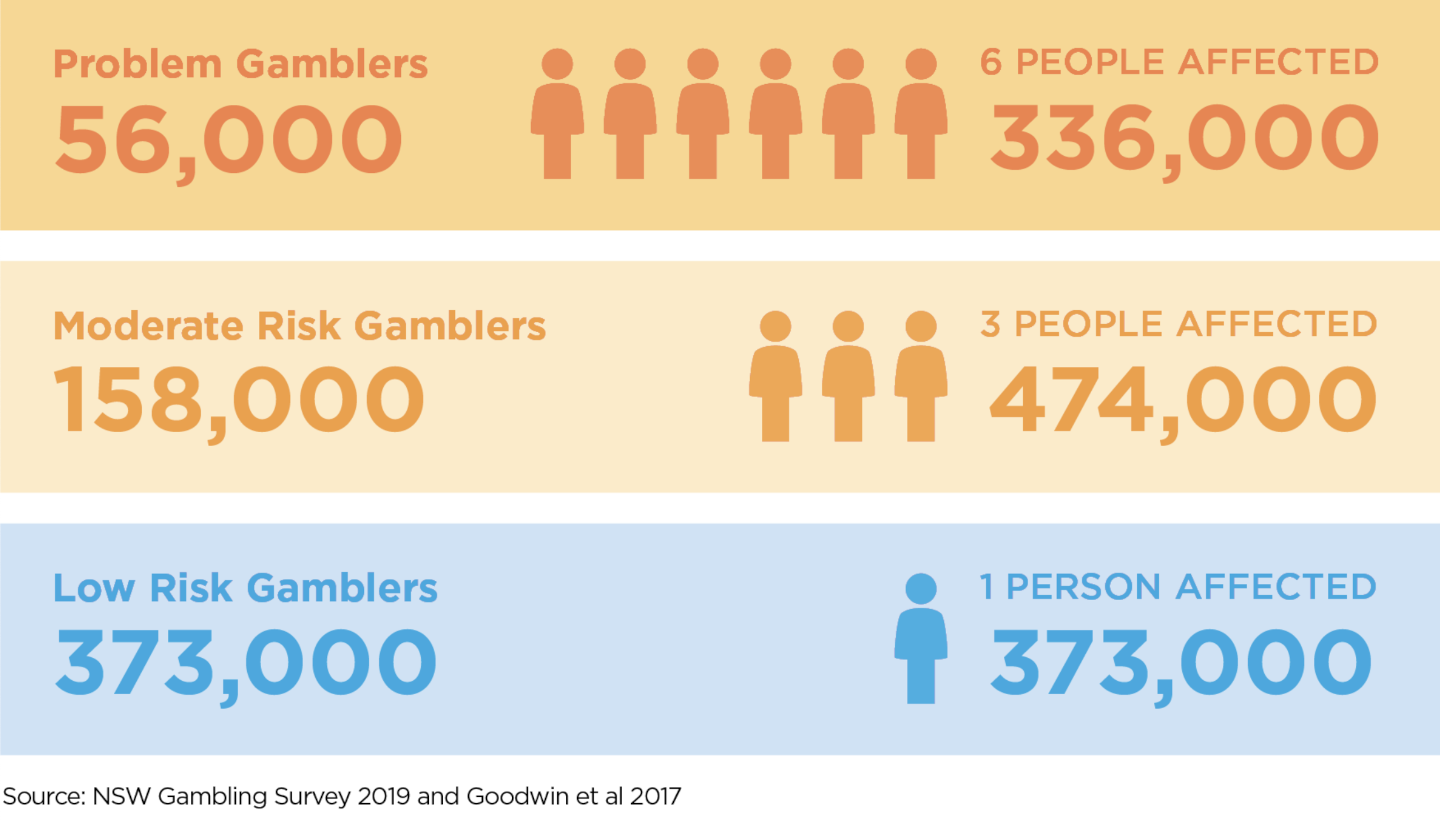 Problem Gamblers
56,000
6 PEOPLE AFFECTED
336,000
Moderate Risk Gamblers
158,000
3 PEOPLE AFFECTED
474,000
Low Risk Gamblers
373,000
1 PERSON AFFECTED
373,000
Source: NSW Gambling Survey 2019 and Goodwin et al 2017